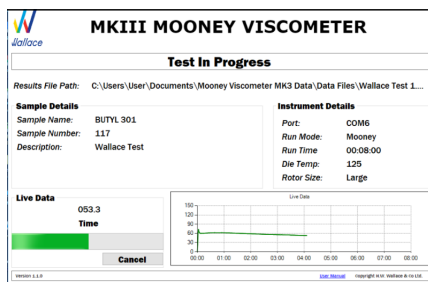 Wallace
MKIII MOONEY VISCOMETER
Test In Progress
Results File Path: C:\Users\User\Documents\Mooney Viscometer MK3 Data\Data Files\Wallace Test 1....
Sample Details
Sample Name: BUTYL 301
Sample Number: 117
Description: Wallace Test
Instrument Details
Port: COM6
Run Mode: Mooney
Run Time 00:08:00
Die Temp: 125
Rotor Size: Large
Live Data
053.3
Time
Cancel
Live Data
150
120
90
60
30
0
00:00 01:00 02:00 03:00 04:00 05:00 06:00 07:00 08:00
Version 1.1.0
User Manual Copyright H.W. Wallace & Co Ltd.